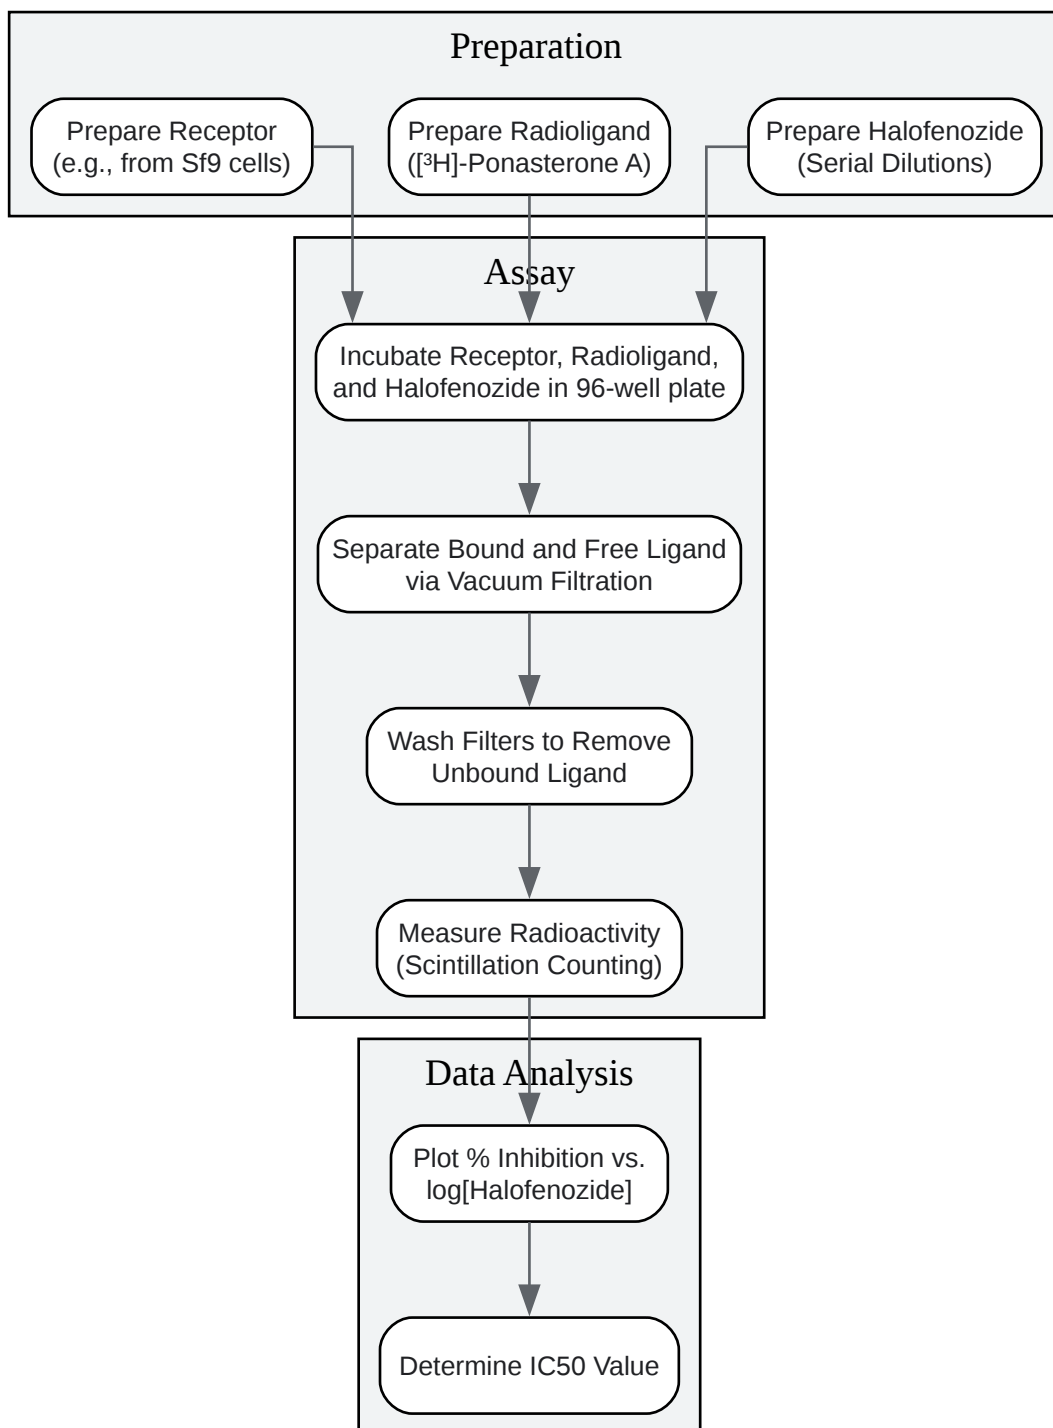 Preparation
Prepare Receptor
(e.g., from Sf9 cells)
Prepare Radioligand
([³H]-Ponasterone A)
Prepare Halofenozide
(Serial Dilutions)
Assay
Incubate Receptor, Radioligand,
and Halofenozide in 96-well plate
Separate Bound and Free Ligand
via Vacuum Filtration
Wash Filters to Remove
Unbound Ligand
Measure Radioactivity
(Scintillation Counting)
Data Analysis
Plot % Inhibition vs.
log[Halofenozide]
Determine IC50 Value